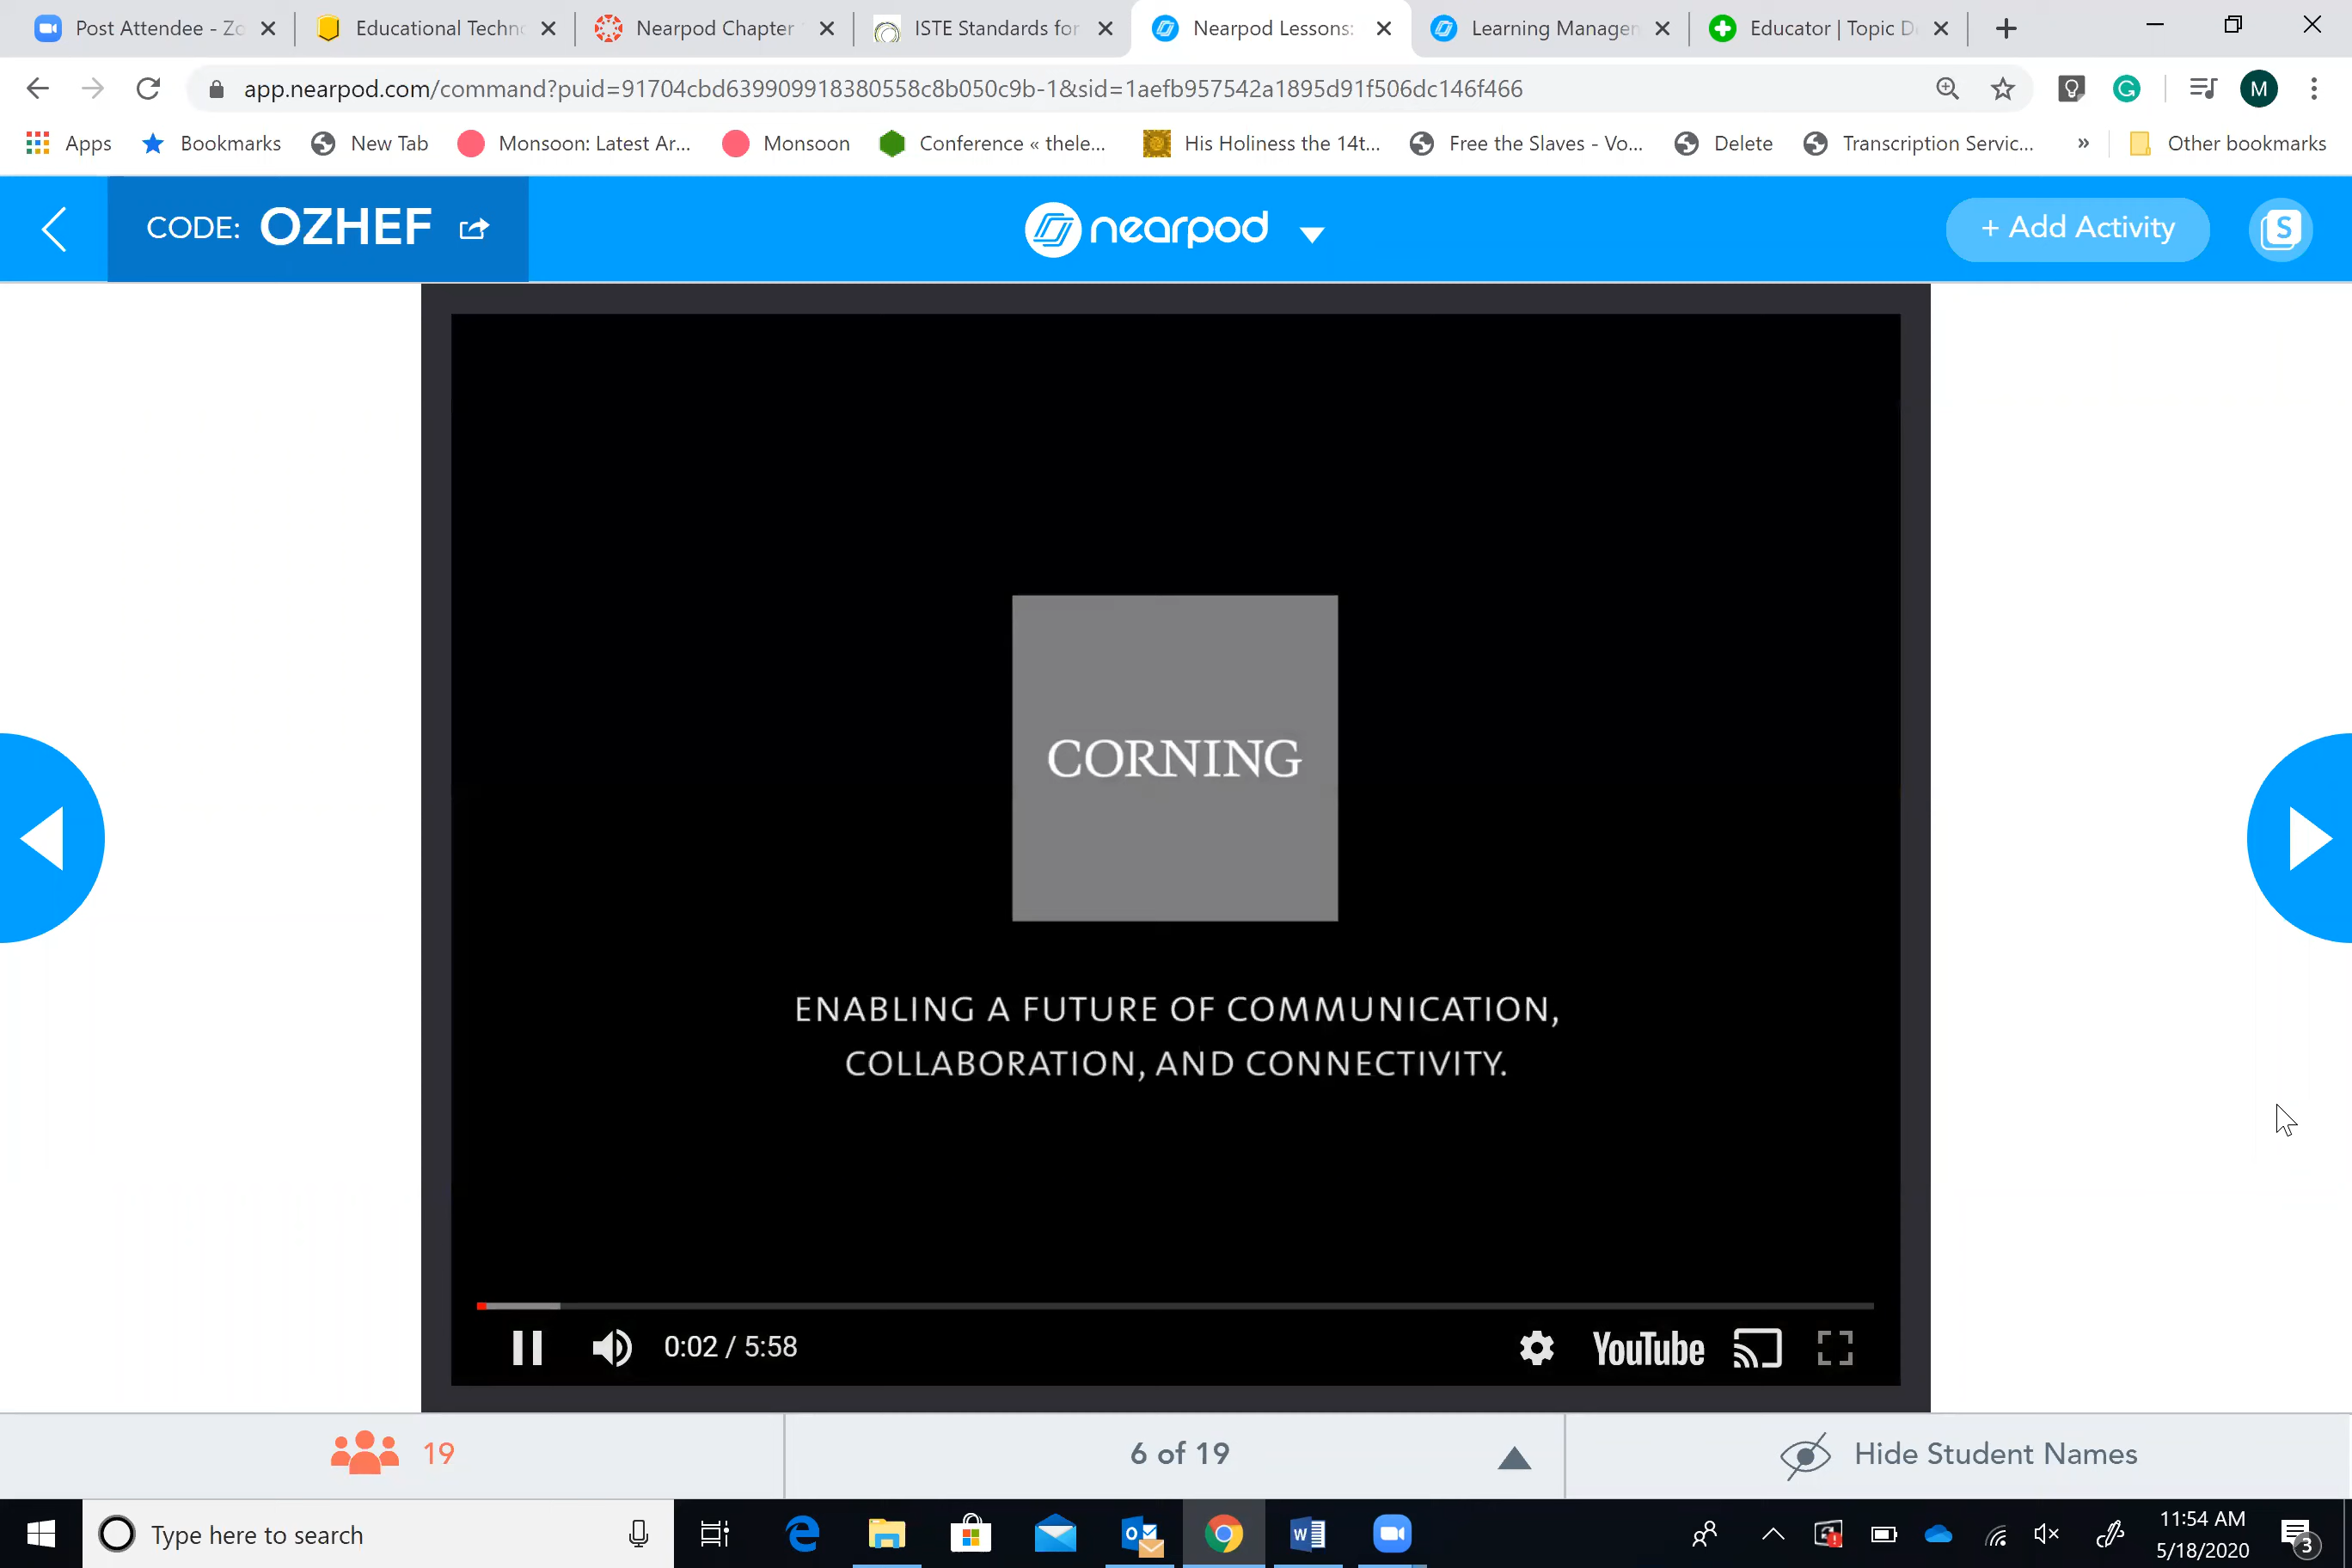 Post Attendee - Zo
Educational Techno
Nearpod Chapter
ISTE Standards for
Nearpod Lessons:
Learning Managem
Educator | Topic D
app.nearpod.com/command?puid=91704cbd639909918380558c8b050c9b-1&sid=1aefb957542a1895d91f506dc146f466
M
Apps
Bookmarks
New Tab
Monsoon: Latest Ar...
Monsoon
Conference « thele...
His Holiness the 14t...
Free the Slaves - Vo...
Delete
Transcription Servic...
»
Other bookmarks
CODE: OZHEF
nearpod
+ Add Activity
S
CORNING
ENABLING A FUTURE OF COMMUNICATION,
COLLABORATION, AND CONNECTIVITY.
0:02 / 5:58
YouTube
19
6 of 19
Hide Student Names
Type here to search
11:54 AM
5/18/2020
3